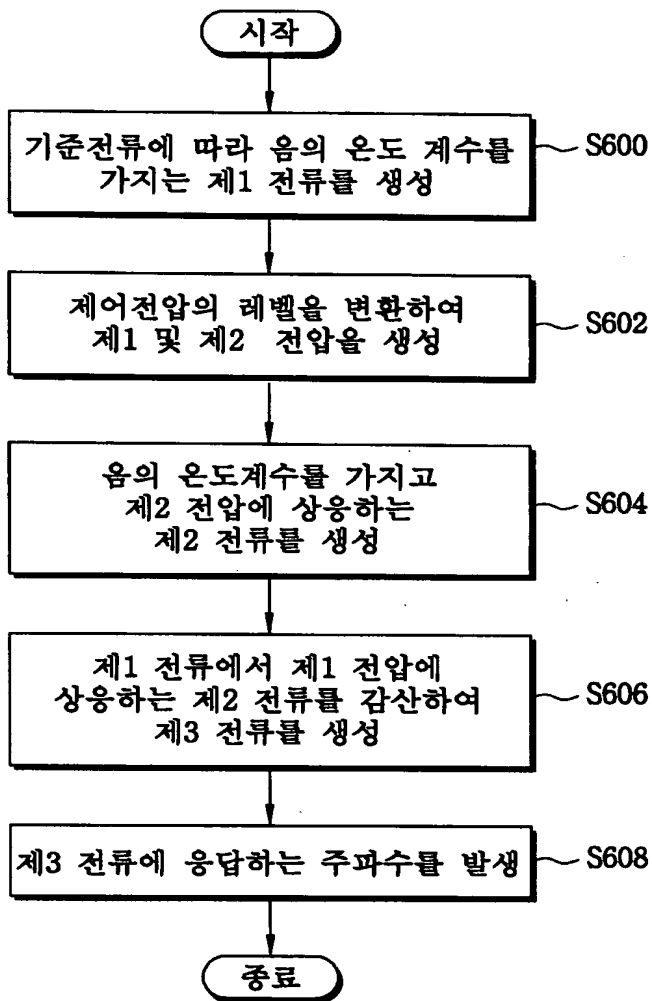 시작
기준전류에 따라 음의 온도 계수를
가지는 제1 전류를 생성
S600
제어전압의 레벨을 변환하여
제1 및 제2 전압을 생성
S602
음의 온도계수를 가지고
제2 전압에 상응하는
제2 전류를 생성
S604
제1 전류에서 제1 전압에
상응하는 제2 전류를 감산하여
제3 전류를 생성
S606
제3 전류에 응답하는 주파수를 발생
S608
종료